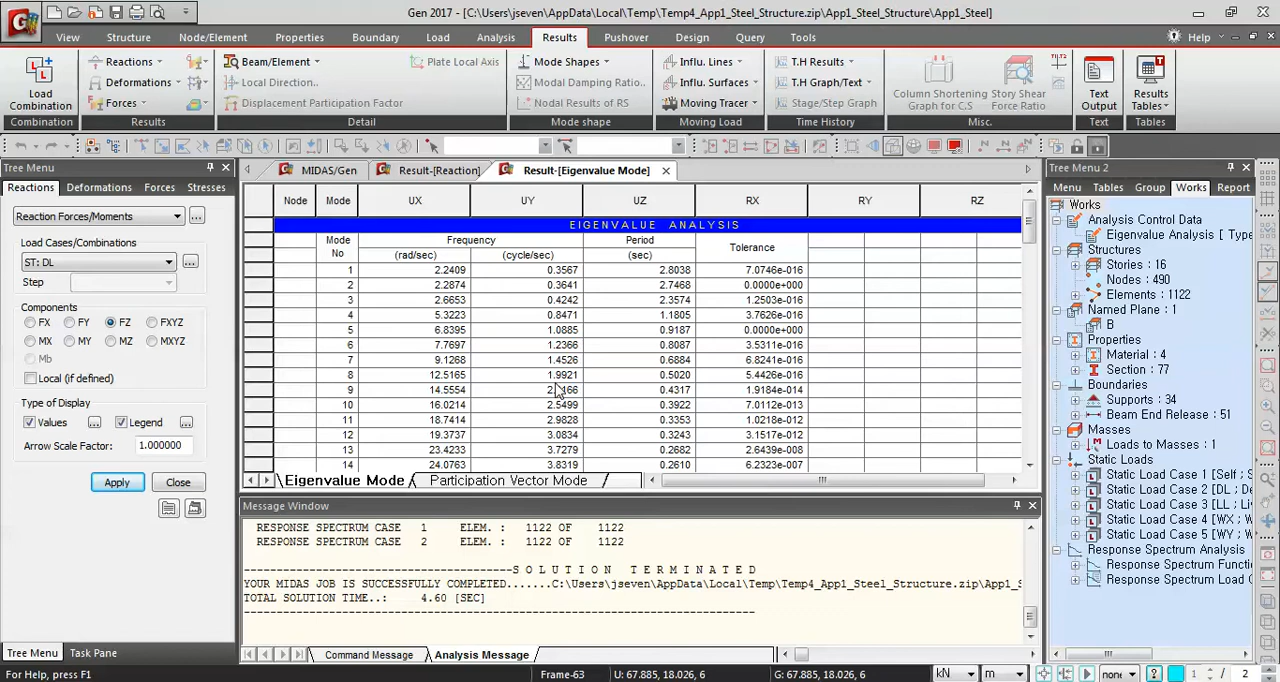 Gen 2017 - [C:\Users\jseven\AppData\Local\Temp\Temp4_App1_Steel_Structure.zip\App1_Steel_Structure\App1_Steel]
View Structure Node/Element Properties Boundary Load Analysis Results Pushover Design Query Tools Help
Load Combination
Combination
Reactions
Deformations
Forces
Results
Beam/Element
Plate Local Axis
Local Direction..
Displacement Participation Factor
Detail
Mode Shapes
Modal Damping Ratio..
Nodal Results of RS
Mode shape
Influ. Lines
Influ. Surfaces
Moving Tracer
Moving Load
T.H Results
T.H Graph/Text
Stage/Step Graph
Time History
Column Shortening Graph for C.S
Story Shear Force Ratio
Misc.
Text Output
Text
Results Tables
Tables
Tree Menu
Reactions Deformations Forces Stresses
Reaction Forces/Moments
Load Cases/Combinations
ST: DL
Step
Components
FX FY FZ FXYZ
MX MY MZ MXYZ
Mb
Local (if defined)
Type of Display
Values Legend
Arrow Scale Factor: 1.000000
Apply Close
Tree Menu Task Pane
MIDAS/Gen Result-[Reaction] Result-[Eigenvalue Mode]
Node Mode UX UY UZ RX RY RZ
EIGENVALUE ANALYSIS
Mode No Frequency Period Tolerance
(rad/sec) (cycle/sec) (sec)
1 2.2409 0.3567 2.8038 7.0746e-016
2 2.2874 0.3641 2.7468 0.0000e+000
3 2.6653 0.4242 2.3574 1.2503e-016
4 5.3223 0.8471 1.1805 3.7626e-016
5 6.8395 1.0885 0.9187 0.0000e+000
6 7.7697 1.2366 0.8087 3.5311e-016
7 9.1268 1.4526 0.6884 6.8241e-016
8 12.5165 1.9921 0.5020 5.4426e-016
9 14.5554 0.4317 1.9184e-014
10 16.0214 2.5499 0.3922 7.0112e-013
11 18.7414 2.9828 0.3353 1.0218e-012
12 19.3737 3.0834 0.3243 3.1517e-012
13 23.4233 3.7279 0.2682 2.6439e-008
14 24.0763 3.8319 0.2610 6.2323e-007
Eigenvalue Mode Participation Vector Mode
Message Window
RESPONSE SPECTRUM CASE 1 ELEM. : 1122 OF 1122
RESPONSE SPECTRUM CASE 2 ELEM. : 1122 OF 1122
---------------------------------------S O L U T I O N T E R M I N A T E D
YOUR MIDAS JOB IS SUCCESSFULLY COMPLETED.......C:\Users\jseven\AppData\Local\Temp\Temp4_App1_Steel_Structure.zip\App1_S
TOTAL SOLUTION TIME..: 4.60 [SEC]
Command Message Analysis Message
Tree Menu 2
Menu Tables Group Works Report
Works
Analysis Control Data
Eigenvalue Analysis [ Type
Structures
Stories : 16
Nodes : 490
Elements : 1122
Named Plane : 1
B
Properties
Material : 4
Section : 77
Boundaries
Supports : 34
Beam End Release : 51
Masses
Loads to Masses : 1
Static Loads
Static Load Case 1 [Self ;
Static Load Case 2 [DL ; De
Static Load Case 3 [LL ; Liv
Static Load Case 4 [WX ; W
Static Load Case 5 [WY ; W
Response Spectrum Analysis
Response Spectrum Functio
Response Spectrum Load C
For Help, press F1 Frame-63 U: 67.885, 18.026, 6 G: 67.885, 18.026, 6 kN m none 1 / 2